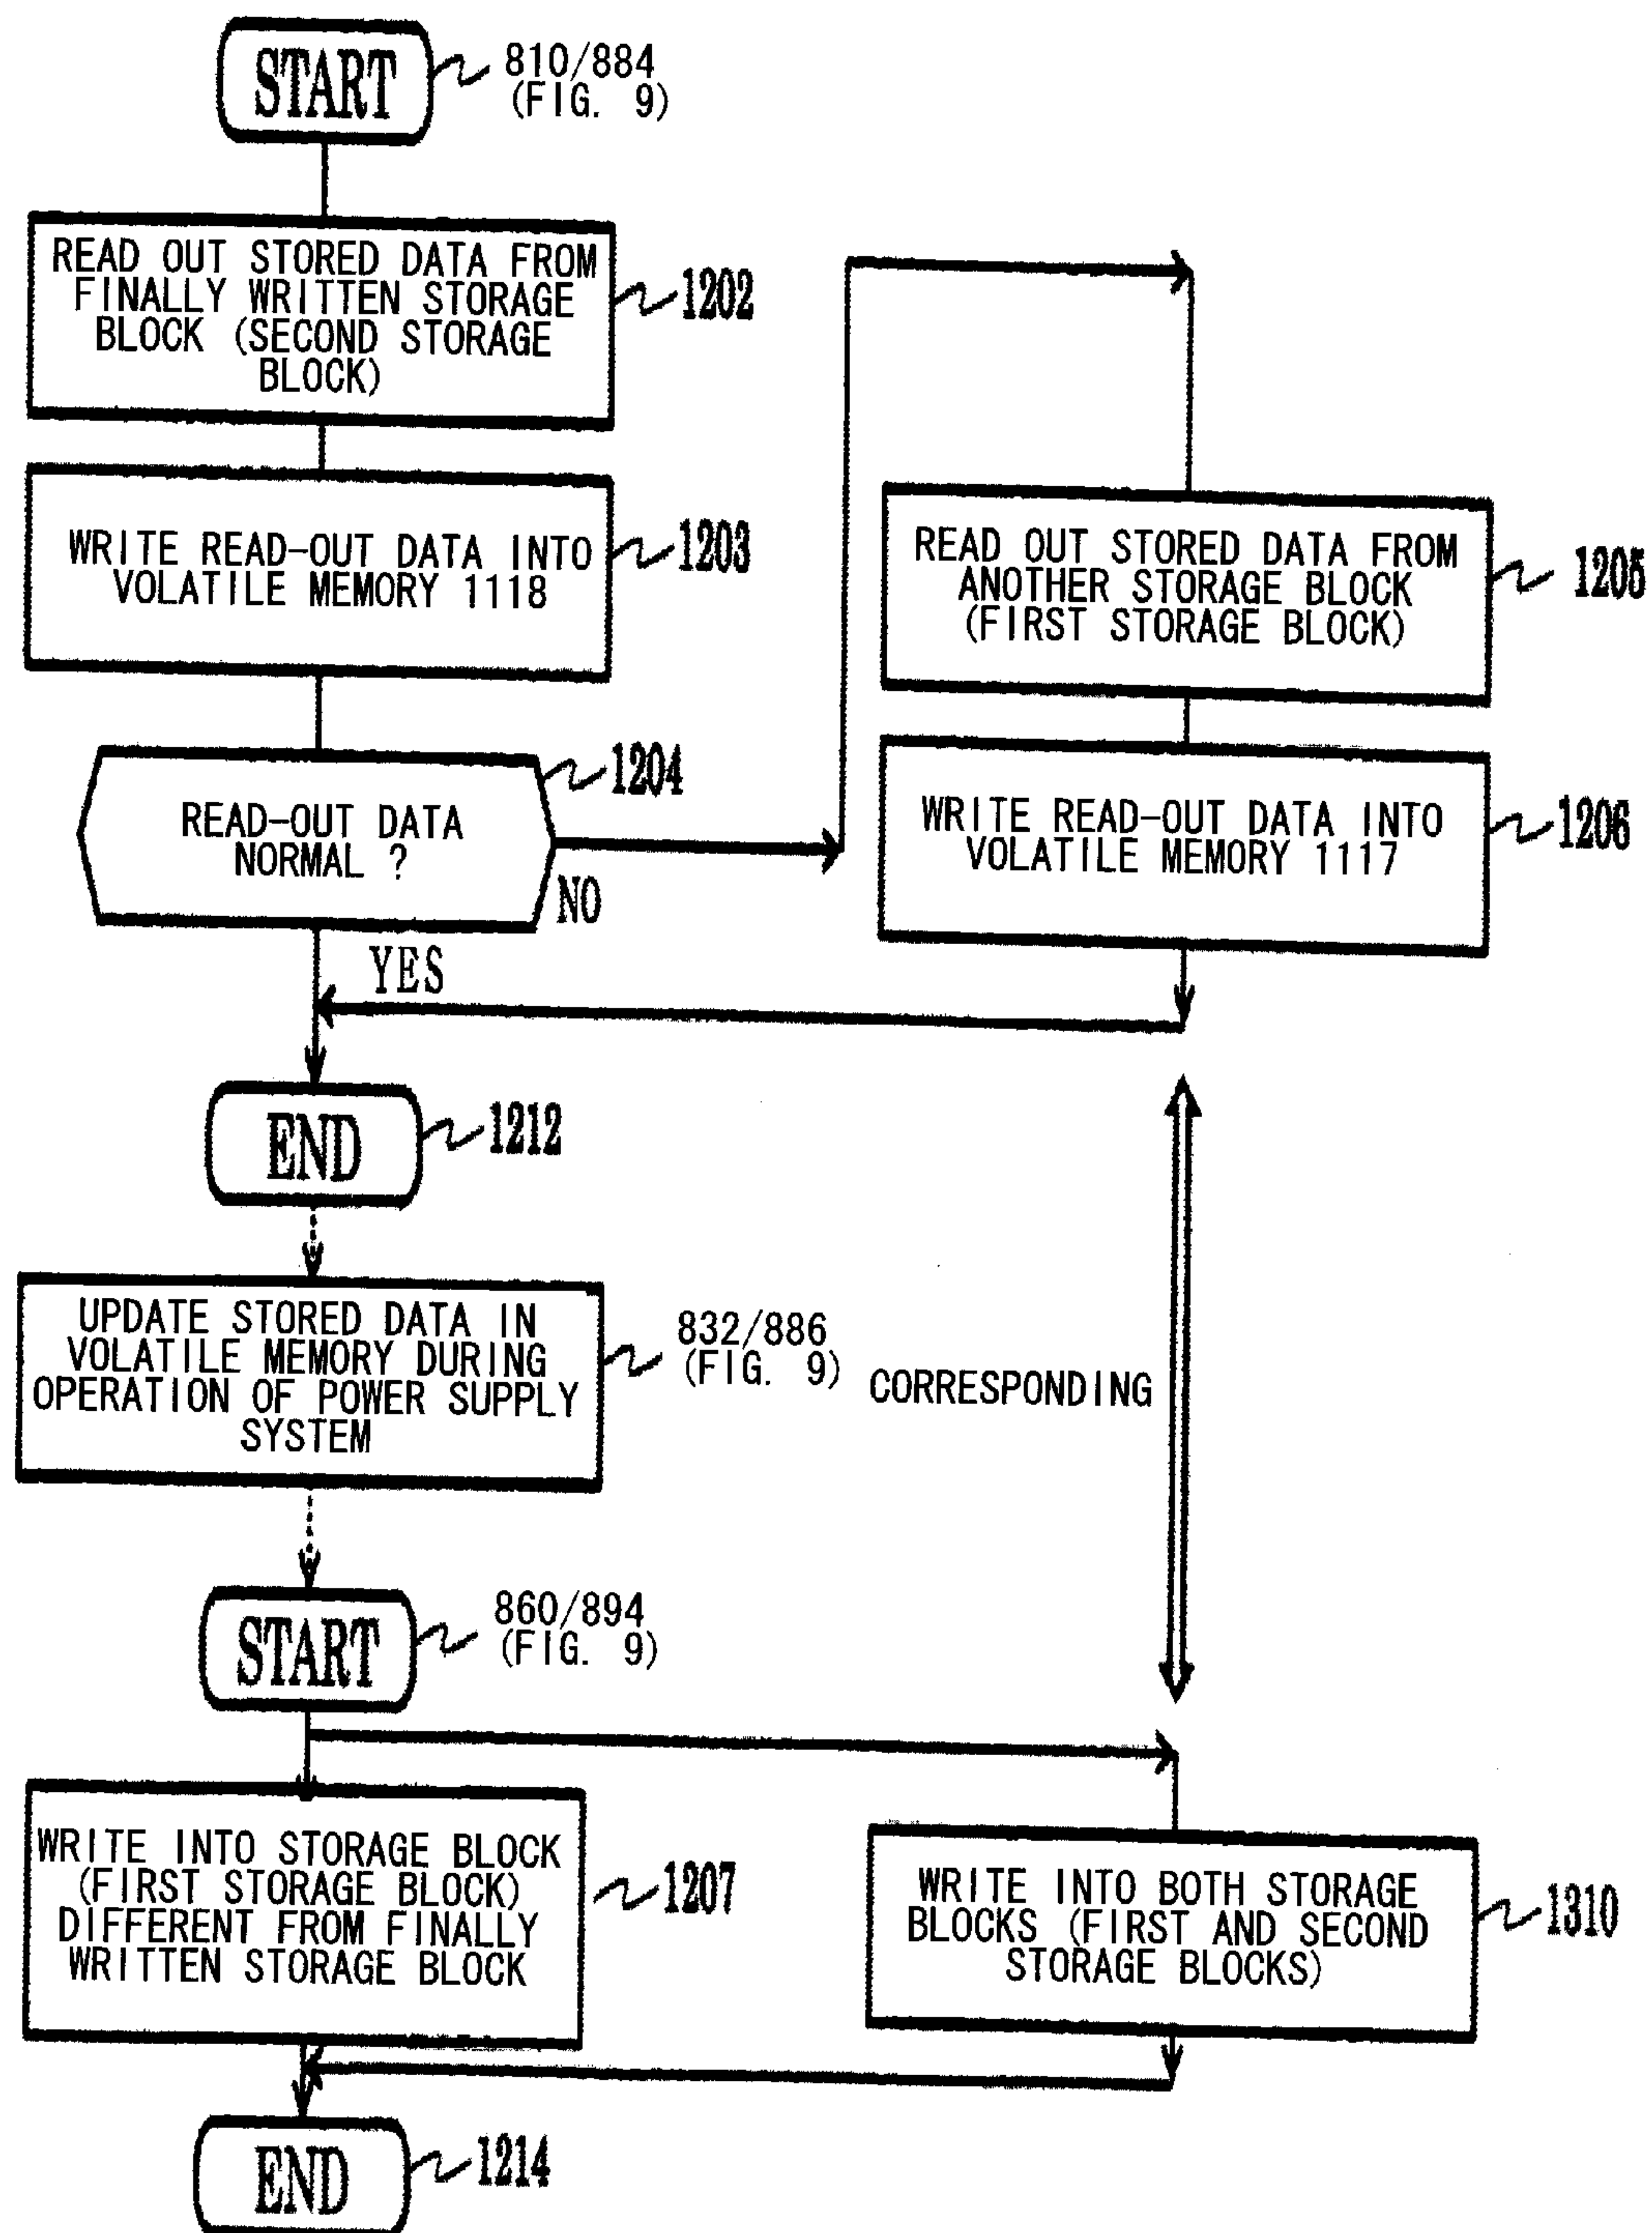 START
810/884
(FIG. 9)
READ OUT STORED DATA FROM
FINALLY WRITTEN STORAGE
BLOCK (SECOND STORAGE
BLOCK)
1202
WRITE READ-OUT DATA INTO
VOLATILE MEMORY 1118
1203
READ-OUT DATA
NORMAL ?
1204
NO
YES
READ OUT STORED DATA FROM
ANOTHER STORAGE BLOCK
(FIRST STORAGE BLOCK)
1205
WRITE READ-OUT DATA INTO
VOLATILE MEMORY 1117
1206
END
1212
UPDATE STORED DATA IN
VOLATILE MEMORY DURING
OPERATION OF POWER SUPPLY
SYSTEM
832/886
(FIG. 9)
CORRESPONDING
START
860/894
(FIG. 9)
WRITE INTO STORAGE BLOCK
(FIRST STORAGE BLOCK)
DIFFERENT FROM FINALLY
WRITTEN STORAGE BLOCK
1207
WRITE INTO BOTH STORAGE
BLOCKS (FIRST AND SECOND
STORAGE BLOCKS)
1310
END
1214